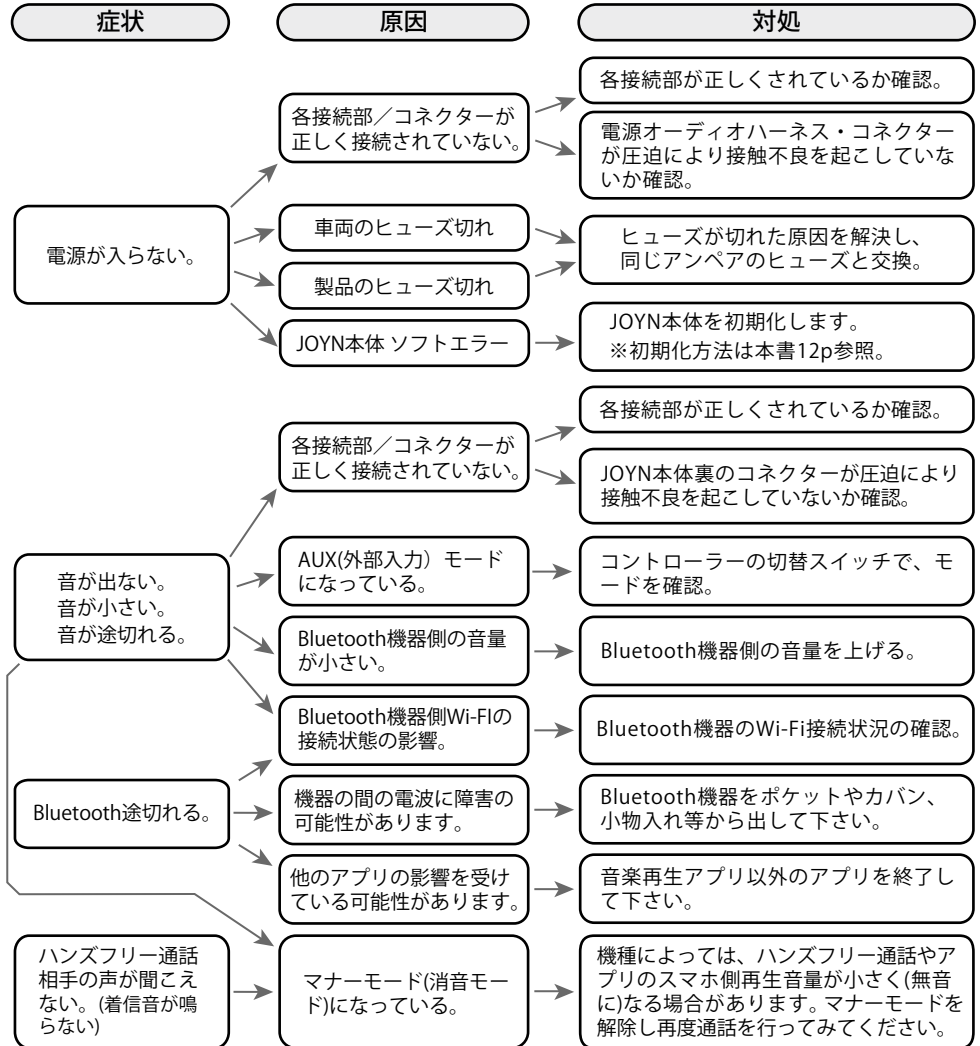 症状
原因
対処
電源が入らない。
各接続部／コネクターが
正しく接続されていない。
各接続部が正しくされているか確認。
電源オーディオハーネス・コネクター
が圧迫により接触不良を起こしていな
いか確認。
車両のヒューズ切れ
製品のヒューズ切れ
ヒューズが切れた原因を解決し、
同じアンペアのヒューズと交換。
JOYN本体 ソフトエラー
JOYN本体を初期化します。
※初期化方法は本書12p参照。
音が出ない。
音が小さい。
音が途切れる。
各接続部／コネクターが
正しく接続されていない。
各接続部が正しくされているか確認。
JOYN本体裏のコネクターが圧迫により
接触不良を起こしていないか確認。
AUX(外部入力）モード
になっている。
コントローラーの切替スイッチで、モ
ードを確認。
Bluetooth機器側の音量
が小さい。
Bluetooth機器側の音量を上げる。
Bluetooth機器側Wi-FIの
接続状態の影響。
Bluetooth機器のWi-Fi接続状況の確認。
Bluetooth途切れる。
機器の間の電波に障害の
可能性があります。
Bluetooth機器をポケットやカバン、
小物入れ等から出して下さい。
他のアプリの影響を受け
ている可能性があります。
音楽再生アプリ以外のアプリを終了し
て下さい。
ハンズフリー通話
相手の声が聞こえ
ない。(着信音が鳴
らない)
マナーモード(消音モー
ド)になっている。
機種によっては、ハンズフリー通話やア
プリのスマホ側再生音量が小さく(無音
に)なる場合があります。マナーモードを
解除し再度通話を行ってみてください。